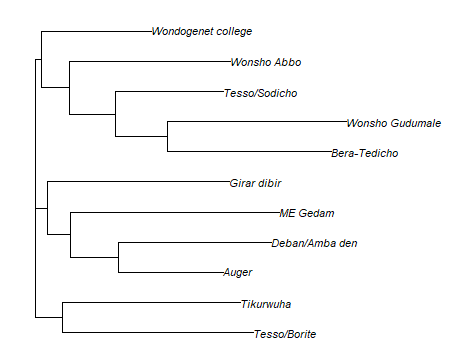 Wondogenet college
Wonsho Abbo
Tesso/Sodicho
Wonsho Gudumale
Bera-Tedicho
Girar dibir
ME Gedam
Deban/Amba den
Auger
Tikurwuha
Tesso/Borite